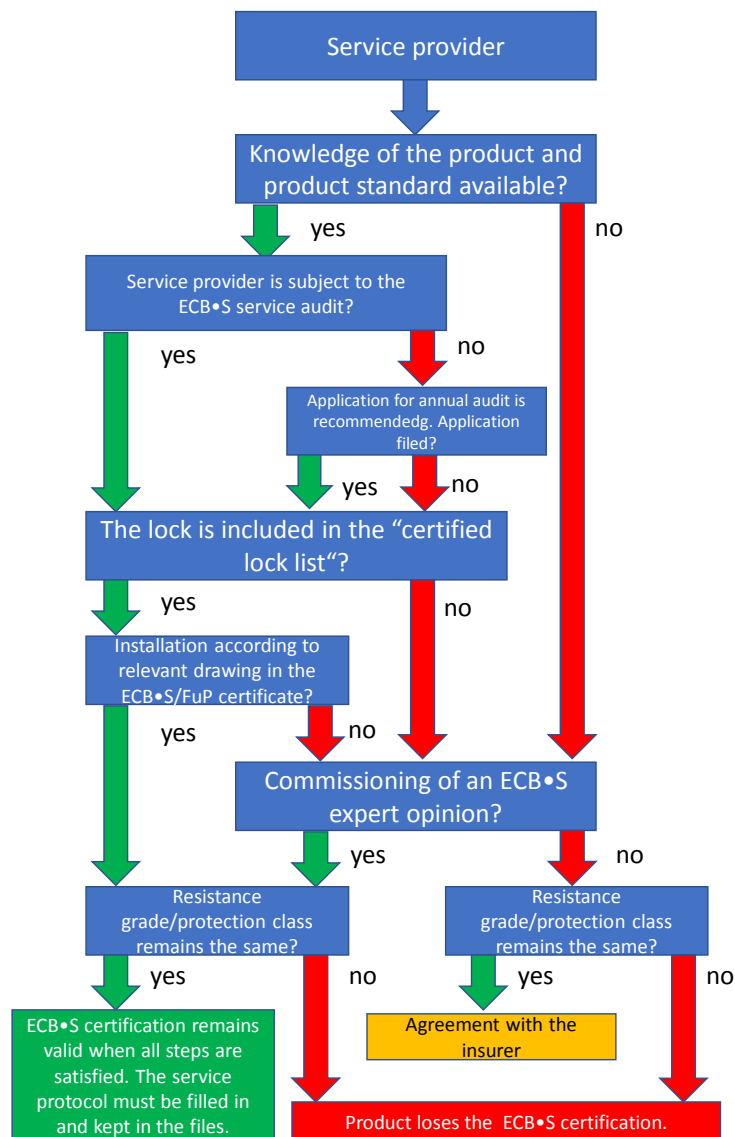 Service provider
Knowledge of the product and
product standard available?
yes
no
Service provider is subject to the
ECB•S service audit?
yes
no
Application for annual audit is
recommendedg. Application
filed?
yes
no
The lock is included in the “certified
lock list“?
yes
no
Installation according to
relevant drawing in the
ECB•S/FuP certificate?
yes
no
Commissioning of an ECB•S
expert opinion?
yes
no
Resistance
grade/protection class
remains the same?
Resistance
grade/protection class
remains the same?
yes
no
yes
no
ECB•S certification remains
valid when all steps are
satisfied. The service
protocol must be filled in
and kept in the files.
Agreement with the
insurer
Product loses the ECB•S certification.